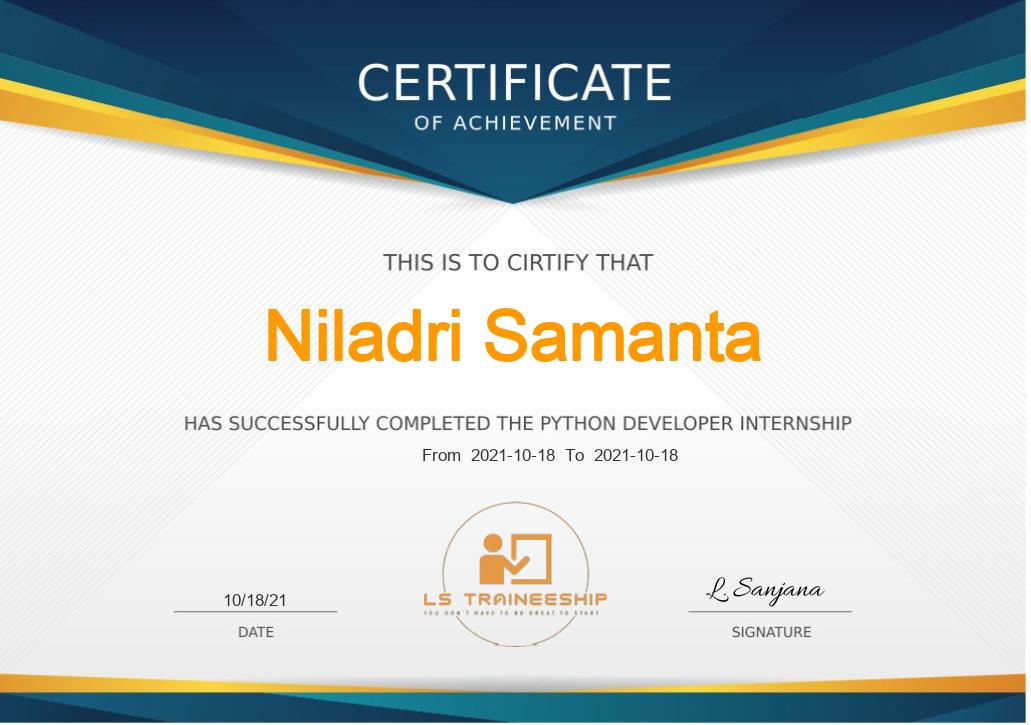 CERTIFICATE
OF ACHIEVEMENT
THIS IS TO CIRTIFY THAT
Niladri Samanta
HAS SUCCESSFULLY COMPLETED THE PYTHON DEVELOPER INTERNSHIP
From 2021-10-18 To 2021-10-18
LS TRAINEESHIP
YOU DON'T HAVE TO BE GREAT TO START
10/18/21
DATE
L. Sanjana
SIGNATURE